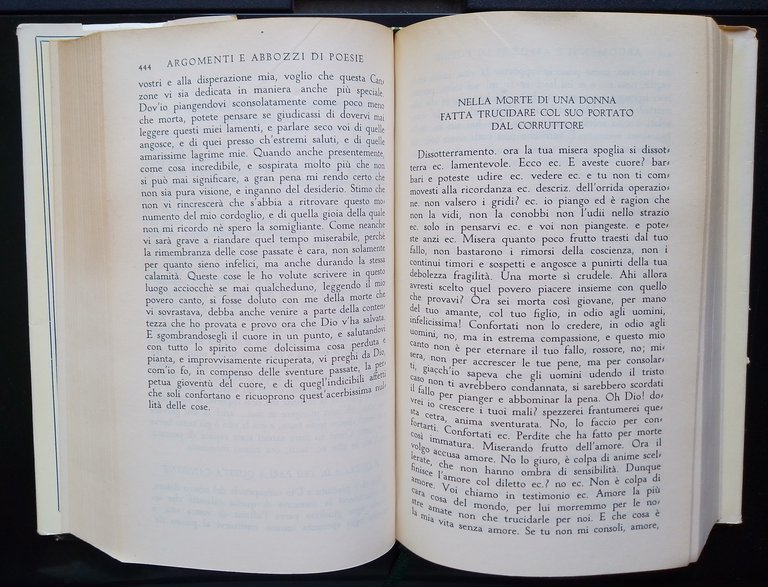 444 ARGOMENTI E ABBOZZI DI POESIE
vostri e alla disperazione mia, voglio che questa Can-
zone vi sia dedicata in maniera anche più speciale.
Dov'io piangendovi sconsolatamente come poco meno
che morta, potete pensare se giudicassi di dovervi mai
leggere questi miei lamenti, e parlare seco voi di quelle
angosce, e di quei presso ch'estremi saluti, e di quelle
amarissime lagrime mie. Quando anche presentemente,
come cosa incredibile, e sospirata molto più che non
si può mai significare, a gran pena mi rendo certo che
non sia pura visione, e inganno del desiderio. Stimo che
non vi rincrescerà che s'abbia a ritrovare questo mo-
numento del mio cordoglio, e di quella gioia della quale
non mi ricordo nè spero la somigliante. Come neanche
vi sarà grave a riandare quel tempo miserabile, perchè
la rimembranza delle cose passate è cara, non solamente
per quanto sieno infelici, ma anche durando la stessa
calamità. Queste cose le ho volute scrivere in questo
luogo acciocchè se mai qualcheduno, leggendo il mio
povero canto, si fosse doluto con me della morte che
vi sovrastava, debba anche venire a parte della conten-
tezza che ho provata e provo ora che Dio v'ha salvata.
E sgombrandosegli il cuore in un punto, e salutandovi
con tutto lo spirito come dolcissima cosa perduta e
pianta, e improvvisamente ricuperata, vi preghi da Dio,
com'io fo, in compenso delle sventure passate, la per-
petua gioventù del cuore, e di quegl'indicibili affetti
che soli confortano e ricuoprono quest'acerbissima nul-
lità delle cose.
NELLA MORTE DI UNA DONNA
FATTA TRUCIDARE COL SUO PORTATO
DAL CORRUTTORE
Dissotterramento. ora la tua misera spoglia si dissot-
terra ec. lamentevole. Ecco ec. E aveste cuore? bar-
bari e poteste udire ec. vedere ec. e tu non ti com-
movesti alla ricordanza ec. descriz. dell'orrida operazio-
ne. non valsero i gridi? ec. io piango ed è ragion che
non la vidi, non la conobbi non l'udii nello strazio
ec. solo in pensarvi ec. e voi non piangeste. e pote-
ste anzi ec. Misera quanto poco frutto traesti dal tuo
fallo, non bastarono i rimorsi della coscienza, non i
continui timori e sospetti e angosce a punirti della tua
debolezza fragilità. Una morte sì crudele. Ahi allora
avresti scelto quel povero piacere insieme con quello
che provavi? Ora sei morta così giovane, per mano
del tuo amante, col tuo figlio, in odio agli uomini,
infelicissima! Confortati non lo credere, in odio agli
uomini, no, ma in estrema compassione, e questo mio
canto non è per eternare il tuo fallo, rossore, no; mi-
sera, non per accrescere le tue pene, ma per consolar-
ti, giacch'io sapeva che gli uomini udendo il tristo
caso non ti avrebbero condannata, si sarebbero scordati
il fallo per pianger e abbominar la pena. Oh Dio! do-
vrei io crescere i tuoi mali? spezzerei frantumerei que-
sta cetra, anima sventurata. No, lo faccio per con-
fortarti. Confortati ec. Perdite che ha fatto per morte
così immatura. Miserando frutto dell'amore. Ora il
volgo accusa amore. No lo giuro, è colpa di anime scel-
lerate, che non hanno ombra di sensibilità. Dunque
finisce l'amore col diletto ec.? no ec. Non è colpa di
amore. Voi chiamo in testimonio ec. Amore la più
cara cosa del mondo, per lui morremmo per le no-
stre amate non che trucidarle per noi. E che cosa è
la mia vita senza amore. Se tu non mi consoli, amore,